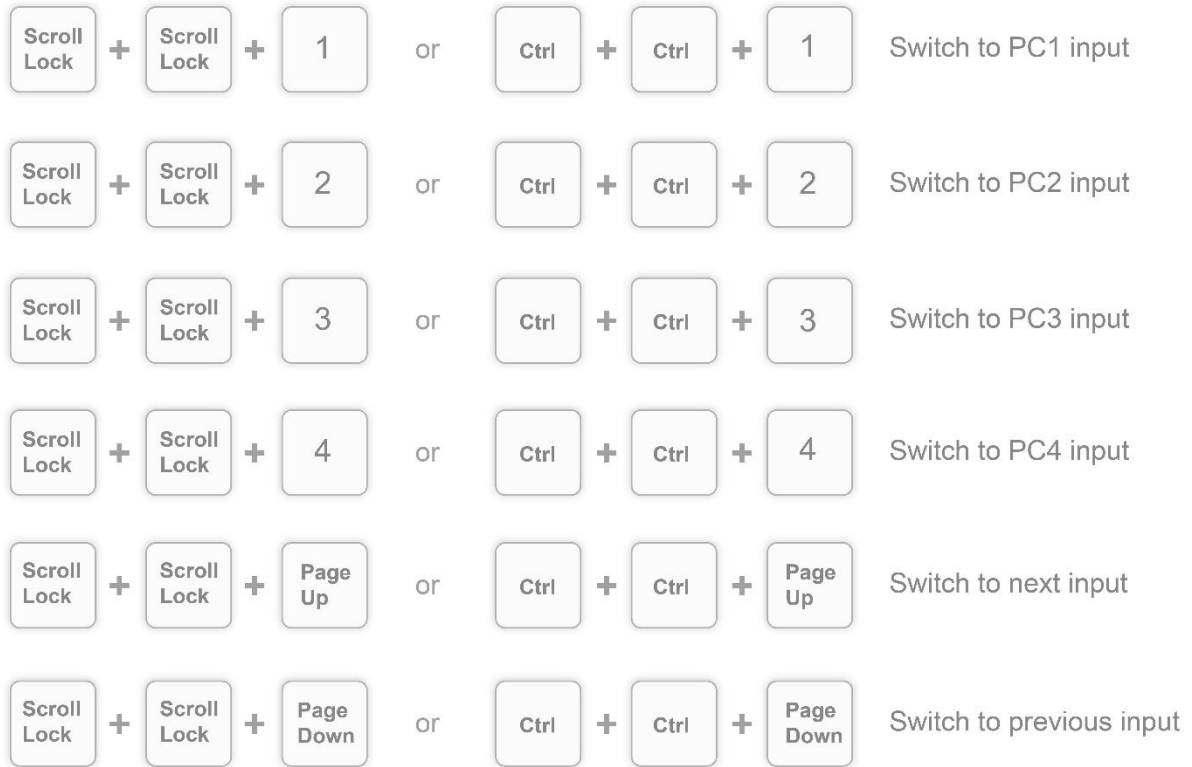 Scroll Lock + Scroll Lock + 1 or Ctrl + Ctrl + 1 Switch to PC1 input
Scroll Lock + Scroll Lock + 2 or Ctrl + Ctrl + 2 Switch to PC2 input
Scroll Lock + Scroll Lock + 3 or Ctrl + Ctrl + 3 Switch to PC3 input
Scroll Lock + Scroll Lock + 4 or Ctrl + Ctrl + 4 Switch to PC4 input
Scroll Lock + Scroll Lock + Page Up or Ctrl + Ctrl + Page Up Switch to next input
Scroll Lock + Scroll Lock + Page Down or Ctrl + Ctrl + Page Down Switch to previous input